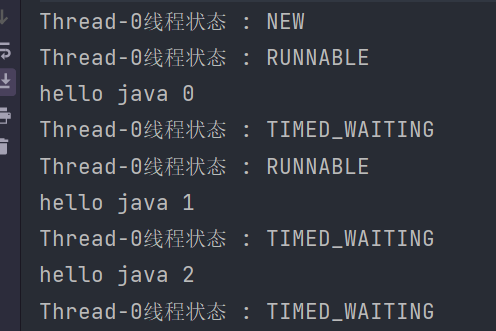 Thread-0线程状态 : NEW
Thread-0线程状态 : RUNNABLE
hello java 0
Thread-0线程状态 : TIMED_WAITING
Thread-0线程状态 : RUNNABLE
hello java 1
Thread-0线程状态 : TIMED_WAITING
hello java 2
Thread-0线程状态 : TIMED_WAITING